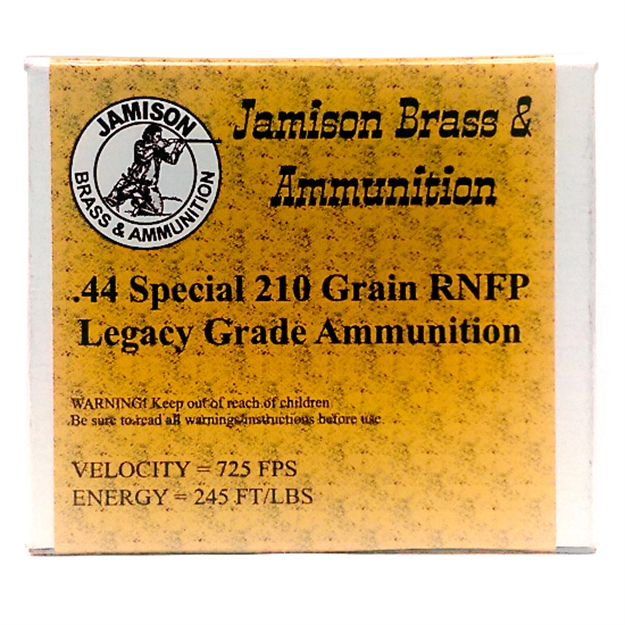 JAMISON
BRASS & AMMUNITION
Jamison Brass &
Ammunition
.44 Special 210 Grain RNFP
Legacy Grade Ammunition
WARNING! Keep out of reach of children
Be sure to read all warnings/instructions before use
VELOCITY = 725 FPS
ENERGY = 245 FT/LBS